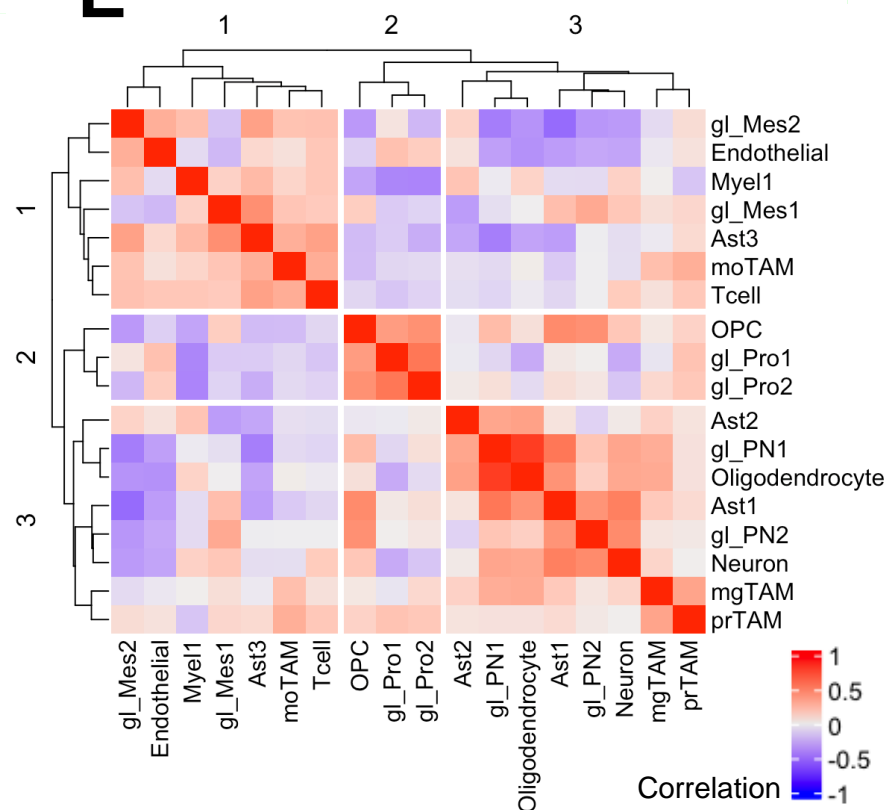 E
1 2 3
gl_Mes2
Endothelial
Myel1
gl_Mes1
Ast3
moTAM
Tcell
OPC
gl_Pro1
gl_Pro2
Ast2
gl_PN1
Oligodendrocyte
Ast1
gl_PN2
Neuron
mgTAM
prTAM
1
2
3
gl_Mes2 Endothelial Myel1 gl_Mes1 Ast3 moTAM Tcell OPC gl_Pro1 gl_Pro2 Ast2 gl_PN1 Oligodendrocyte Ast1 gl_PN2 Neuron mgTAM prTAM
Correlation
1
0.5
0
-0.5
-1